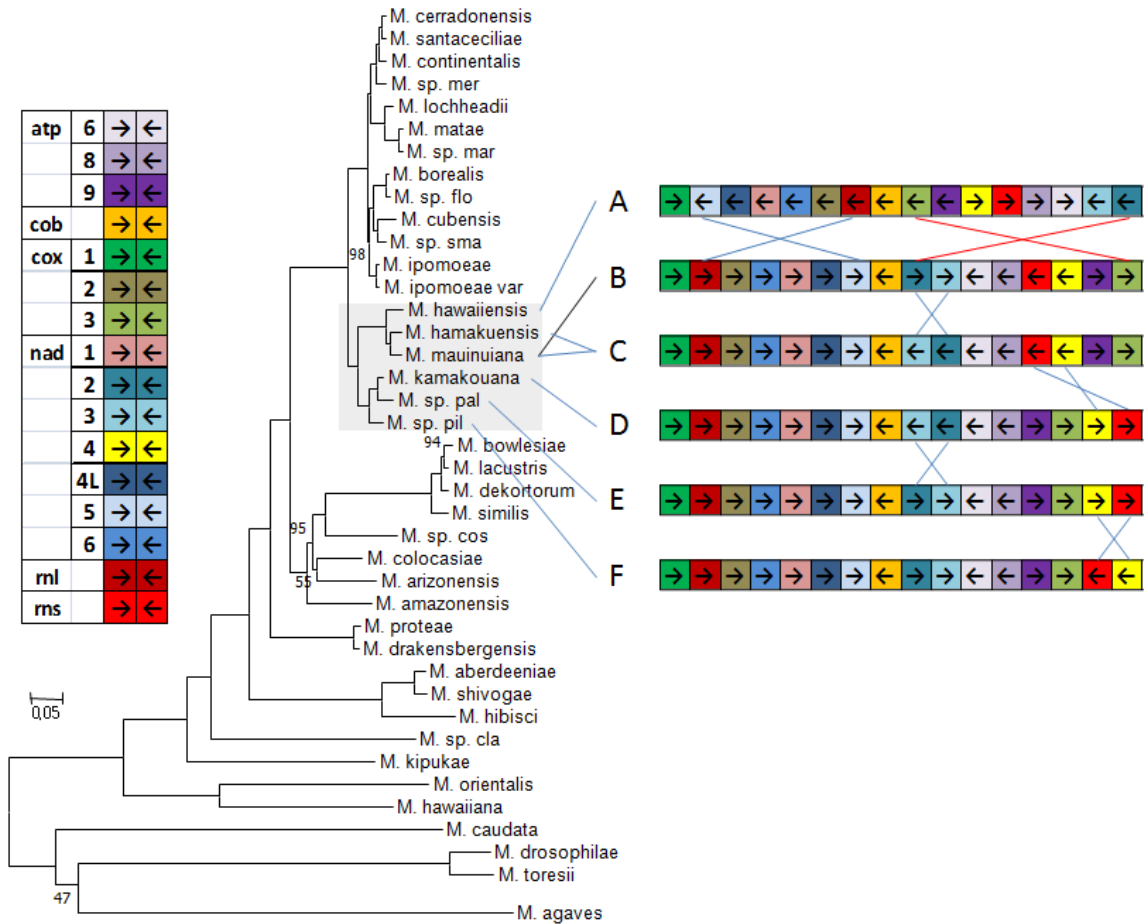 M. cerradonensis
M. santaceciliae
M. continentalis
M. sp. mer
M. lochheadii
M. matae
M. sp. mar
M. borealis
M. sp. flo
M. cubensis
M. sp. sma
98
M. ipomoeae
M. ipomoeae var
M. hawaiiensis
M. hamakuensis
M. mauinuiana
M. kamakouana
M. sp. pal
M. sp. pil
94
M. bowlesiae
M. lacustris
M. dekortorum
M. similis
95
M. sp. cos
M. colocasiae
55
M. arizonensis
M. amazonensis
M. proteae
M. drakensbergensis
M. aberdeeniae
M. shivogae
M. hibisci
M. sp. cla
M. kipukae
M. orientalis
M. hawaiiana
M. caudata
M. drosophilae
M. toresii
47
M. agaves
atp 6 → ←
8 → ←
9 → ←
cob → ←
cox 1 → ←
2 → ←
3 → ←
nad 1 → ←
2 → ←
3 → ←
4 → ←
4L → ←
5 → ←
6 → ←
rnl → ←
rns → ←
0,05
A → ← ← ← ← ← ← ← ← ← → → → → ← ←
B → → → → → → → ← → → ← ← ← ← → →
C → → → → → → → ← ← ← ← ← ← ← → →
D → → → → → → → ← ← ← ← ← → → → →
E → → → → → → → ← → → ← ← → → → →
F → → → → → → → ← → → ← ← → → ← ←